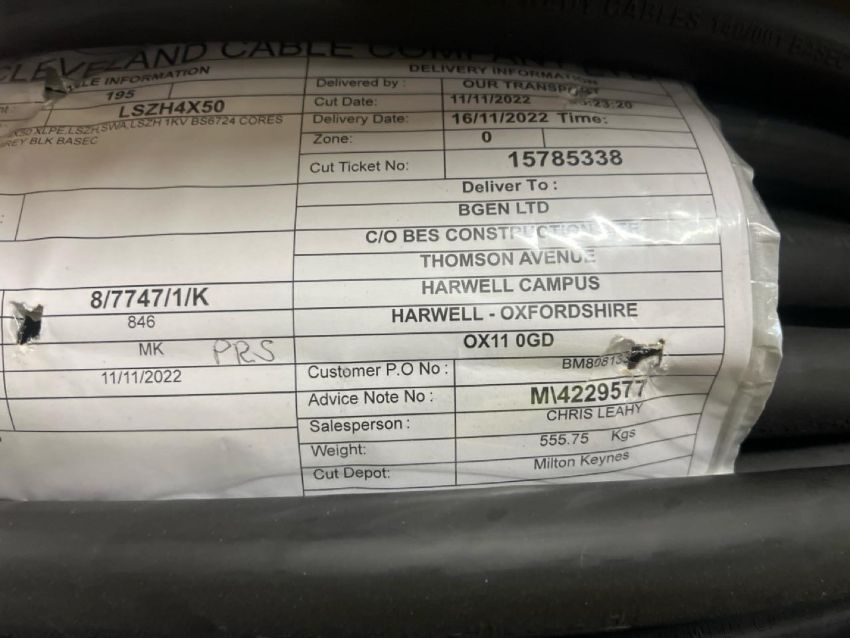 CABLES
BASEC
CLEVELAND CABLE COMPANY
INFORMATION
195
LSZH4X50
XLPE,LSZH,SWA,LSZH 1KV BS6724 CORES
BLK BASEC
8/7747/1/K
846
MK PRS
11/11/2022
DELIVERY INFORMATION
Delivered by : OUR TRANSPORT
Cut Date: 11/11/2022 :23:20
Delivery Date: 16/11/2022 Time:
Zone: 0
Cut Ticket No: 15785338
Deliver To :
BGEN LTD
C/O BES CONSTRUCTION
THOMSON AVENUE
HARWELL CAMPUS
HARWELL - OXFORDSHIRE
OX11 0GD
Customer P.O No :
Advice Note No : M\4229577
Salesperson : CHRIS LEAHY
Weight: 555.75 Kgs
Cut Depot: Milton Keynes